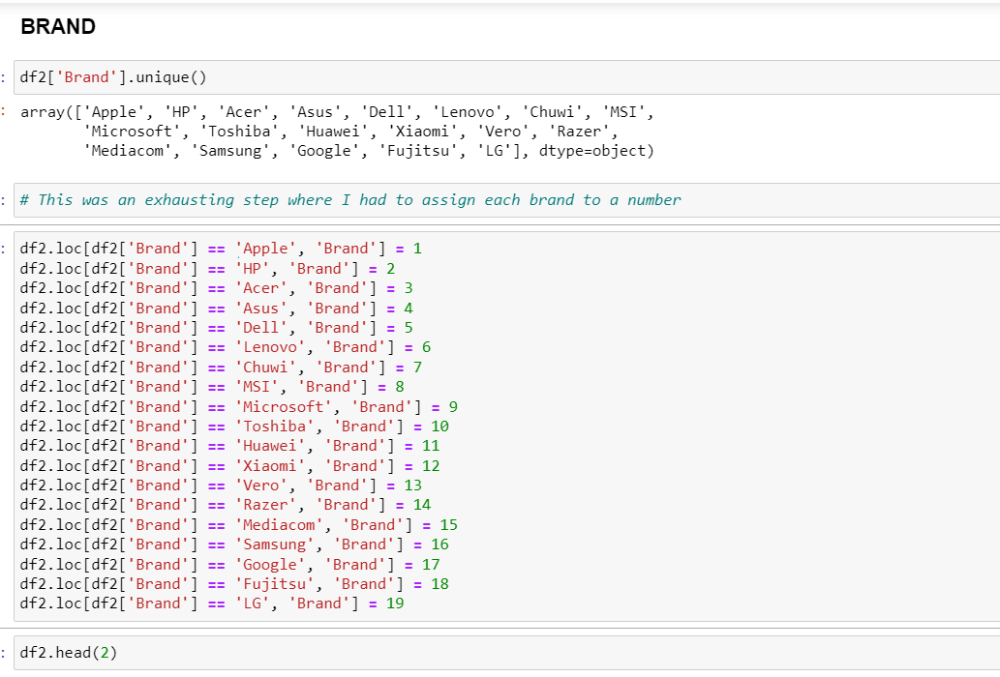 BRAND
: df2['Brand'].unique()
: array(['Apple', 'HP', 'Acer', 'Asus', 'Dell', 'Lenovo', 'Chuwi', 'MSI',
'Microsoft', 'Toshiba', 'Huawei', 'Xiaomi', 'Vero', 'Razer',
'Mediacom', 'Samsung', 'Google', 'Fujitsu', 'LG'], dtype=object)
: # This was an exhausting step where I had to assign each brand to a number
: df2.loc[df2['Brand'] == 'Apple', 'Brand'] = 1
df2.loc[df2['Brand'] == 'HP', 'Brand'] = 2
df2.loc[df2['Brand'] == 'Acer', 'Brand'] = 3
df2.loc[df2['Brand'] == 'Asus', 'Brand'] = 4
df2.loc[df2['Brand'] == 'Dell', 'Brand'] = 5
df2.loc[df2['Brand'] == 'Lenovo', 'Brand'] = 6
df2.loc[df2['Brand'] == 'Chuwi', 'Brand'] = 7
df2.loc[df2['Brand'] == 'MSI', 'Brand'] = 8
df2.loc[df2['Brand'] == 'Microsoft', 'Brand'] = 9
df2.loc[df2['Brand'] == 'Toshiba', 'Brand'] = 10
df2.loc[df2['Brand'] == 'Huawei', 'Brand'] = 11
df2.loc[df2['Brand'] == 'Xiaomi', 'Brand'] = 12
df2.loc[df2['Brand'] == 'Vero', 'Brand'] = 13
df2.loc[df2['Brand'] == 'Razer', 'Brand'] = 14
df2.loc[df2['Brand'] == 'Mediacom', 'Brand'] = 15
df2.loc[df2['Brand'] == 'Samsung', 'Brand'] = 16
df2.loc[df2['Brand'] == 'Google', 'Brand'] = 17
df2.loc[df2['Brand'] == 'Fujitsu', 'Brand'] = 18
df2.loc[df2['Brand'] == 'LG', 'Brand'] = 19
: df2.head(2)